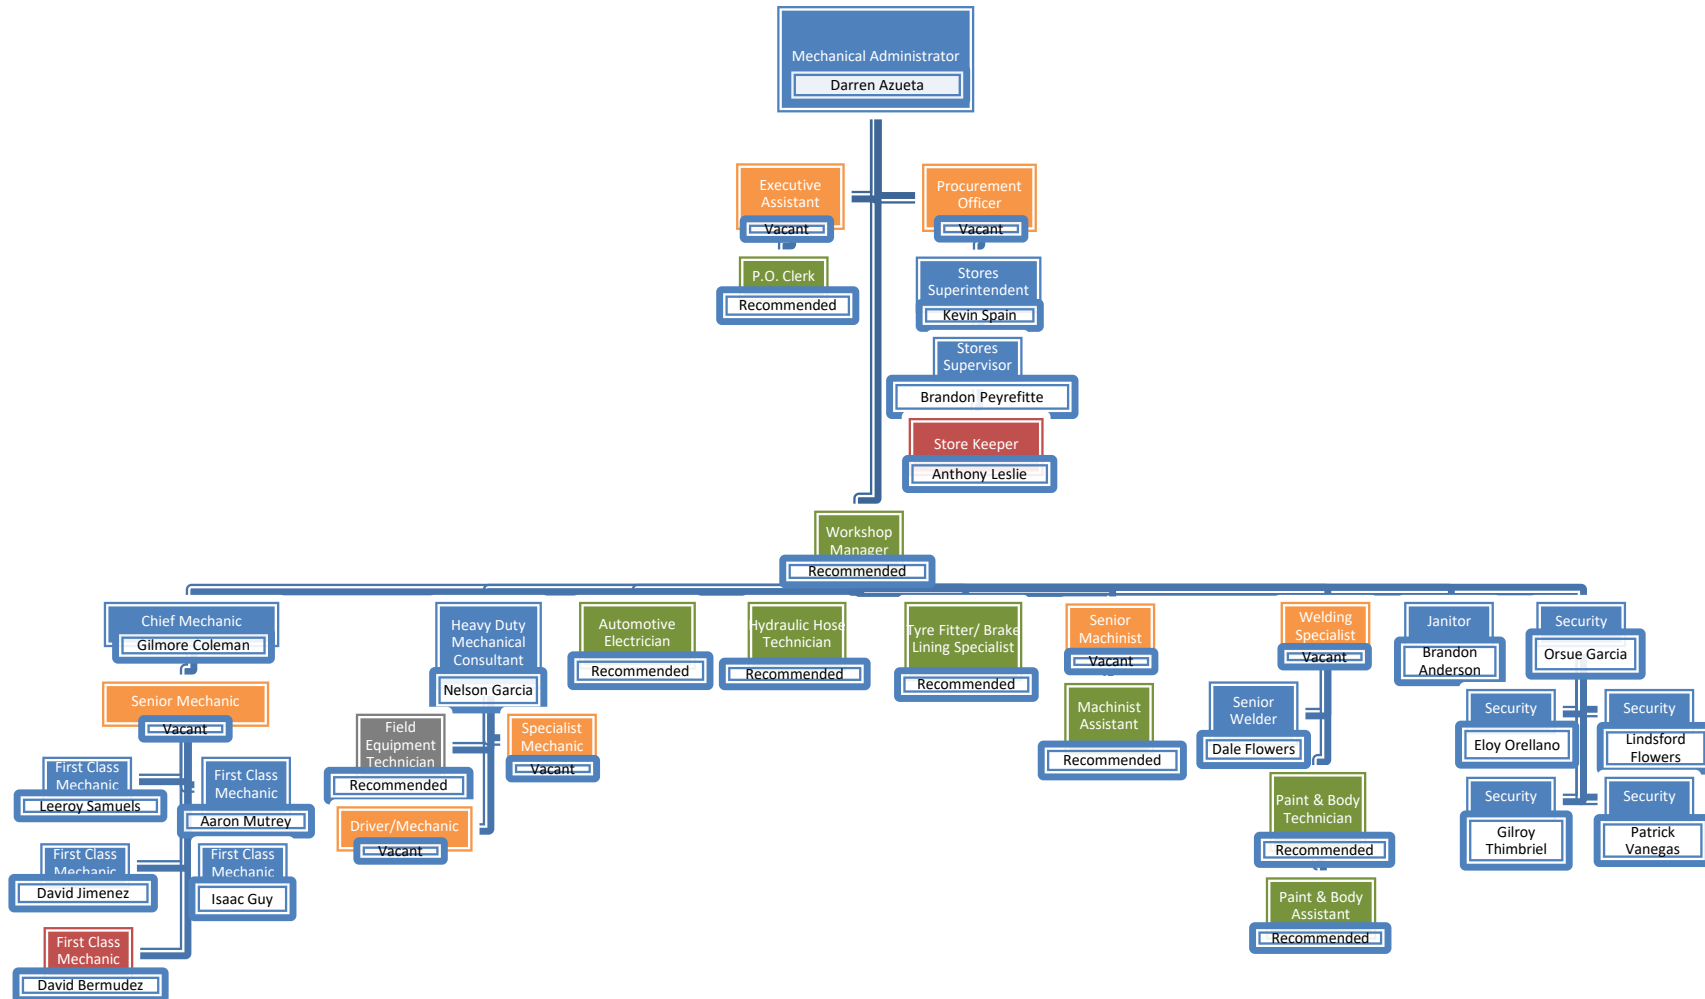 Mechanical Administrator
Darren Azueta
Executive
Assistant
Vacant
Procurement
Officer
Vacant
P.O. Clerk
Recommended
Stores
Superintendent
Kevin Spain
Stores
Supervisor
Brandon Peyrefitte
Store Keeper
Anthony Leslie
Workshop
Manager
Recommended
Chief Mechanic
Gilmore Coleman
Heavy Duty
Mechanical
Consultant
Nelson Garcia
Automotive
Electrician
Recommended
Hydraulic Hose
Technician
Recommended
Tyre Fitter/ Brake
Lining Specialist
Recommended
Senior
Machinist
Vacant
Welding
Specialist
Vacant
Janitor
Brandon
Anderson
Security
Orsue Garcia
Senior Mechanic
Vacant
Field
Equipment
Technician
Recommended
Specialist
Mechanic
Vacant
Machinist
Assistant
Recommended
Senior
Welder
Dale Flowers
Security
Eloy Orellano
Security
Lindsford
Flowers
First Class
Mechanic
Leeroy Samuels
First Class
Mechanic
Aaron Mutrey
Driver/Mechanic
Vacant
Paint & Body
Technician
Recommended
Security
Gilroy
Thimbriel
Security
Patrick
Vanegas
First Class
Mechanic
David Jimenez
First Class
Mechanic
Isaac Guy
Paint & Body
Assistant
Recommended
First Class
Mechanic
David Bermudez